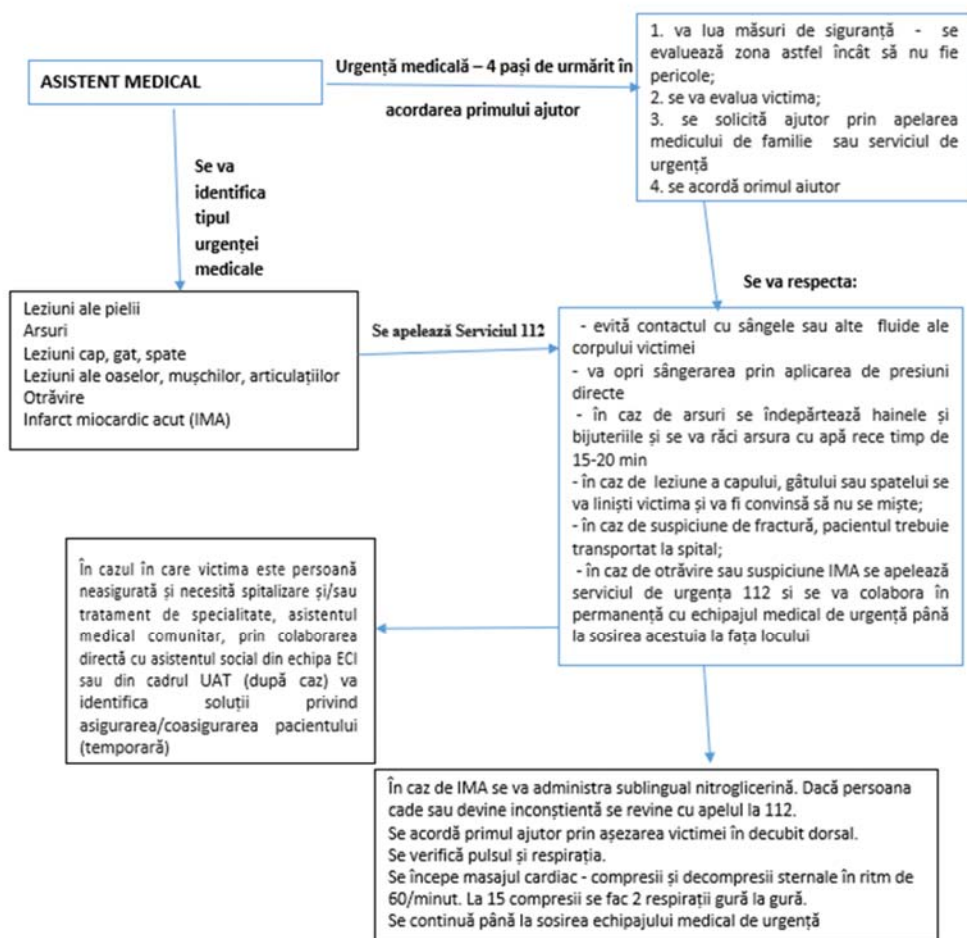 ASISTENT MEDICAL
Urgență medicală – 4 pași de urmărit în
acordarea primului ajutor
1. va lua măsuri de siguranță - se
evaluează zona astfel încât să nu fie
pericole;
2. se va evalua victima;
3. se solicită ajutor prin apelarea
medicului de familie sau serviciul de
urgență
4. se acordă primul ajutor
Se va
identifica
tipul
urgenței
medicale
Se va respecta:
Leziuni ale pielii
Arsuri
Leziuni cap, gat, spate
Leziuni ale oaselor, mușchilor, articulațiilor
Otrăvire
Infarct miocardic acut (IMA)
Se apelează Serviciul 112
- evită contactul cu sângele sau alte fluide ale
corpului victimei
- va opri sângerarea prin aplicarea de presiuni
directe
- în caz de arsuri se îndepărtează hainele și
bijuteriile și se va răci arsura cu apă rece timp de
15-20 min
- în caz de leziune a capului, gâtului sau spatelui se
va liniști victima și va fi convinsă să nu se miște;
- în caz de suspiciune de fractură, pacientul trebuie
transportat la spital;
- în caz de otrăvire sau suspiciune IMA se apelează
serviciul de urgența 112 si se va colabora în
permanență cu echipajul medical de urgență până
la sosirea acestuia la fața locului
În cazul în care victima este persoană
neasigurată și necesită spitalizare și/sau
tratament de specialitate, asistentul
medical comunitar, prin colaborarea
directă cu asistentul social din echipa ECI
sau din cadrul UAT (după caz) va
identifica soluții privind
asigurarea/coasigurarea pacientului
(temporară)
În caz de IMA se va administra sublingual nitroglicerină. Dacă persoana
cade sau devine inconștientă se revine cu apelul la 112.
Se acordă primul ajutor prin așezarea victimei în decubit dorsal.
Se verifică pulsul și respirația.
Se începe masajul cardiac - compresii și decompresii sternale în ritm de
60/minut. La 15 compresii se fac 2 respirații gură la gură.
Se continuă până la sosirea echipajului medical de urgență